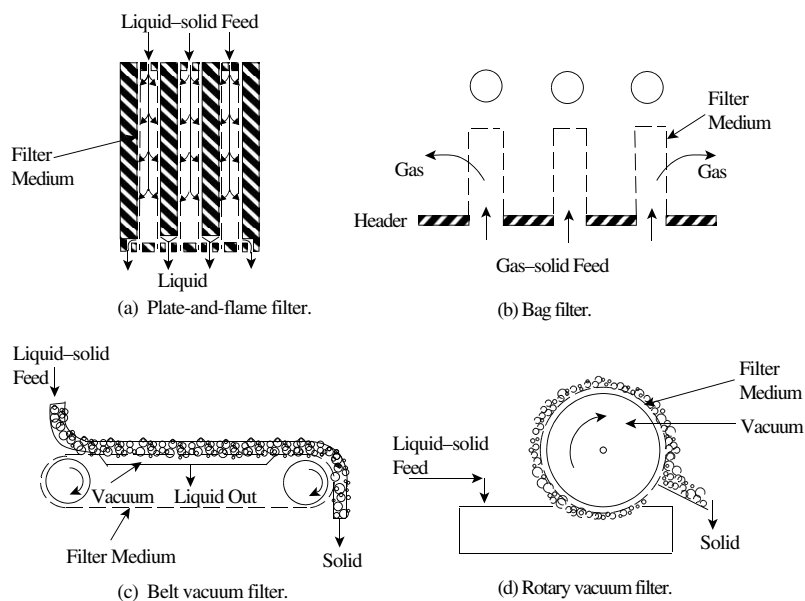 Liquid–solid Feed
Filter
Medium
Liquid
(a) Plate-and-flame filter.
Filter
Medium
Gas
Gas
Header
Gas–solid Feed
(b) Bag filter.
Liquid–solid
Feed
Vacuum
Liquid Out
Filter Medium
Solid
(c) Belt vacuum filter.
Filter
Medium
Vacuum
Liquid–solid
Feed
Solid
(d) Rotary vacuum filter.